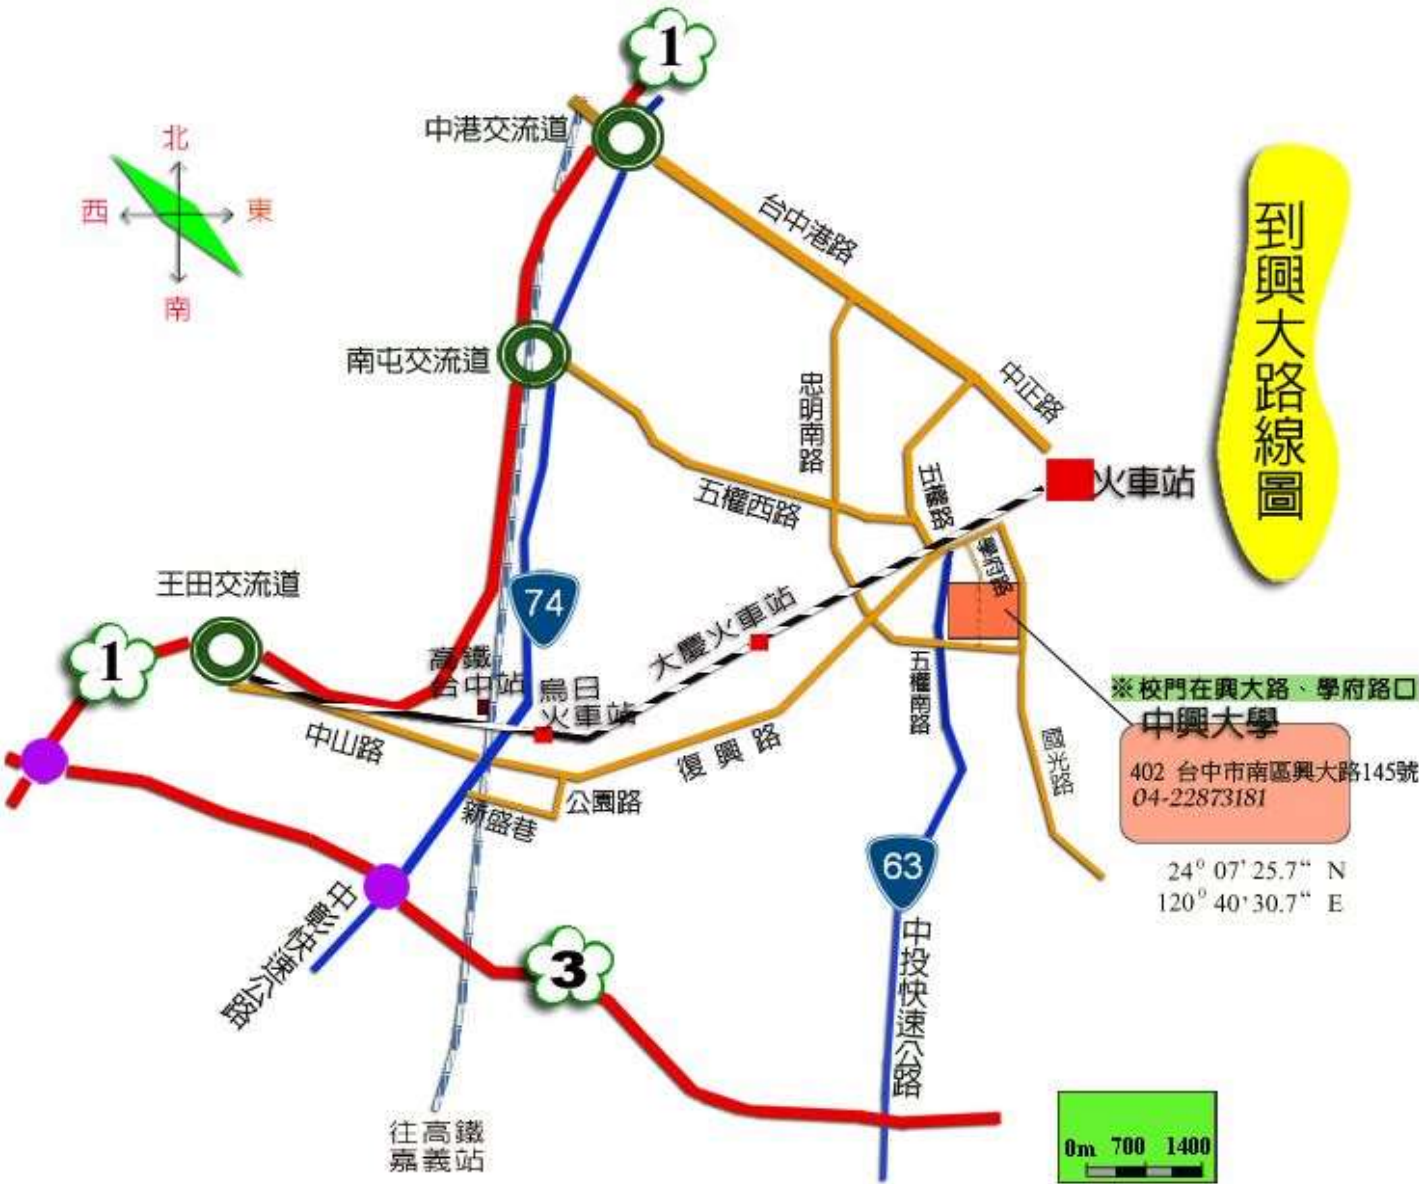 1
中港交流道
北
西
東
南
台中港路
到興大路線圖
南屯交流道
中正路
忠明南路
火車站
五權路
五權西路
王田交流道
74
大慶火車站
1
高鐵
台中站
烏日
火車站
五權南路
※校門在興大路、學府路口
中興大學
402 台中市南區興大路145號
04-22873181
中山路
復興路
國光路
公園路
新盛巷
63
24° 07' 25.7“ N
120° 40' 30.7“ E
中彰快速公路
3
中投快速公路
往高鐵
嘉義站
0m 700 1400